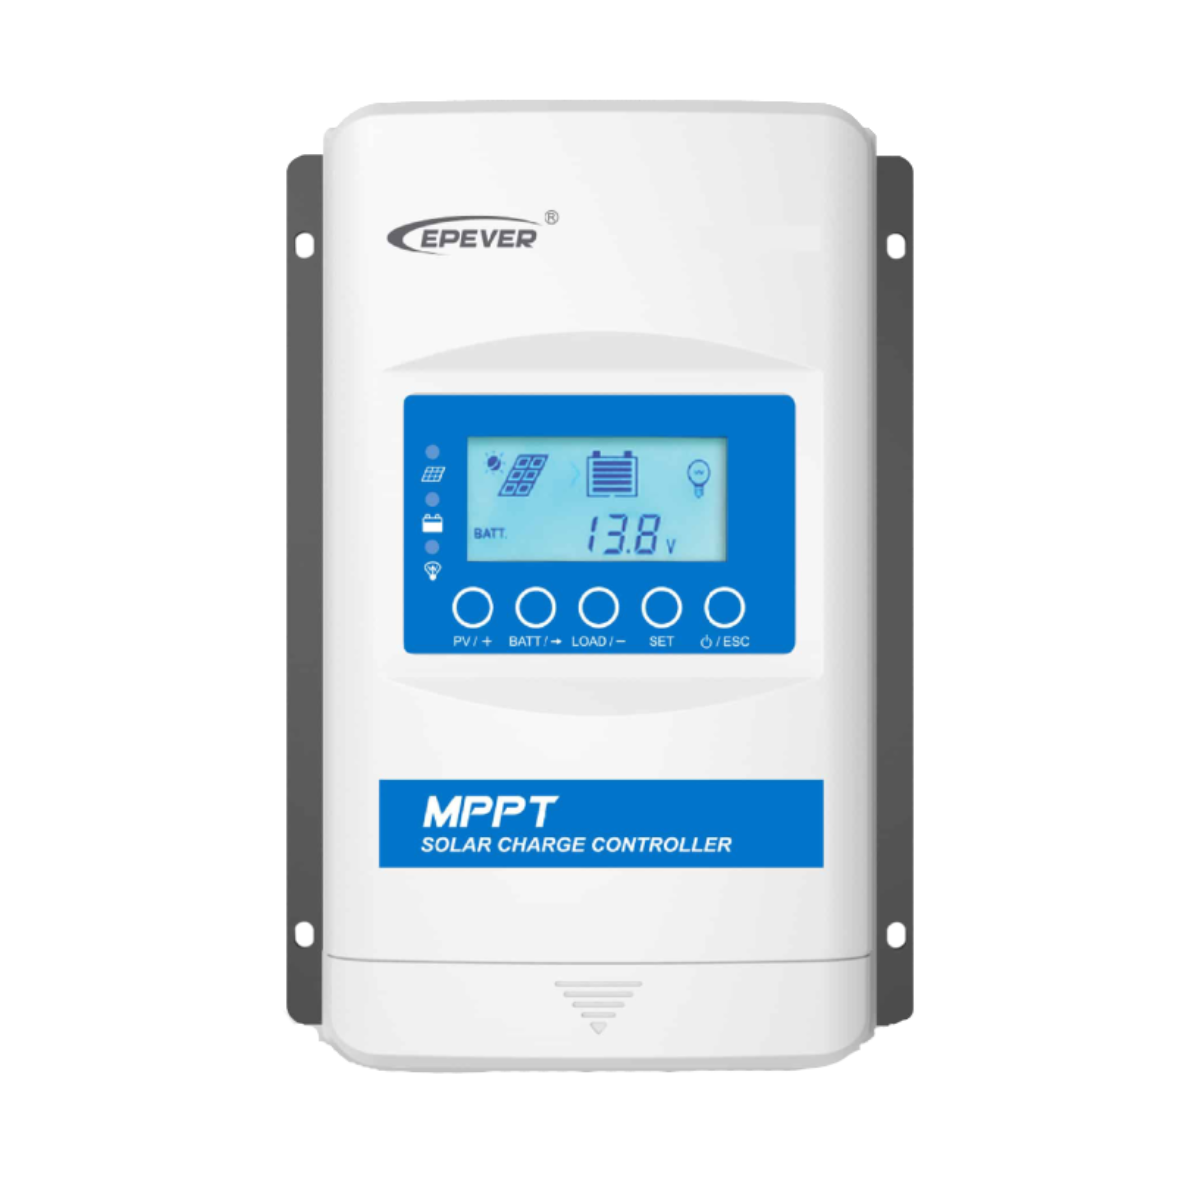 EPEVER®
BATT. 13.8 V
PV / + BATT / → LOAD / − SET ⏻ / ESC
MPPT
SOLAR CHARGE CONTROLLER